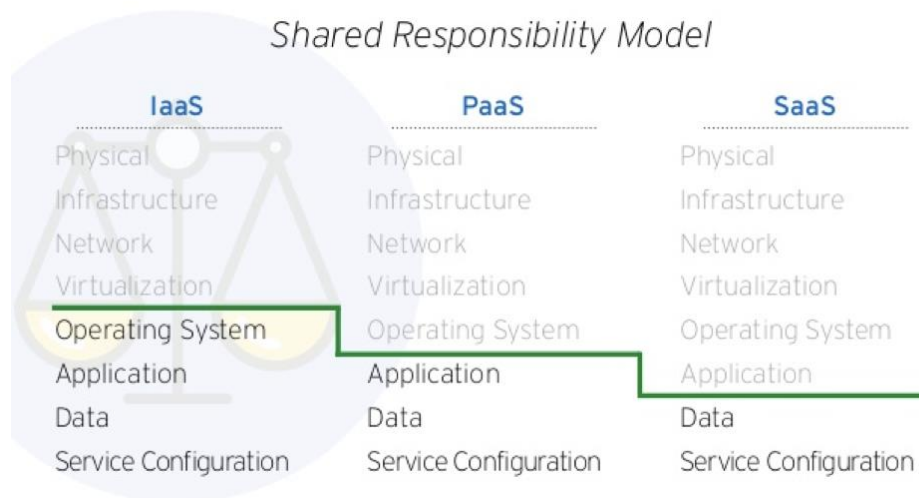 Shared Responsibility Model
IaaS
Physical
Infrastructure
Network
Virtualization
Operating System
Application
Data
Service Configuration
PaaS
Physical
Infrastructure
Network
Virtualization
Operating System
Application
Data
Service Configuration
SaaS
Physical
Infrastructure
Network
Virtualization
Operating System
Application
Data
Service Configuration